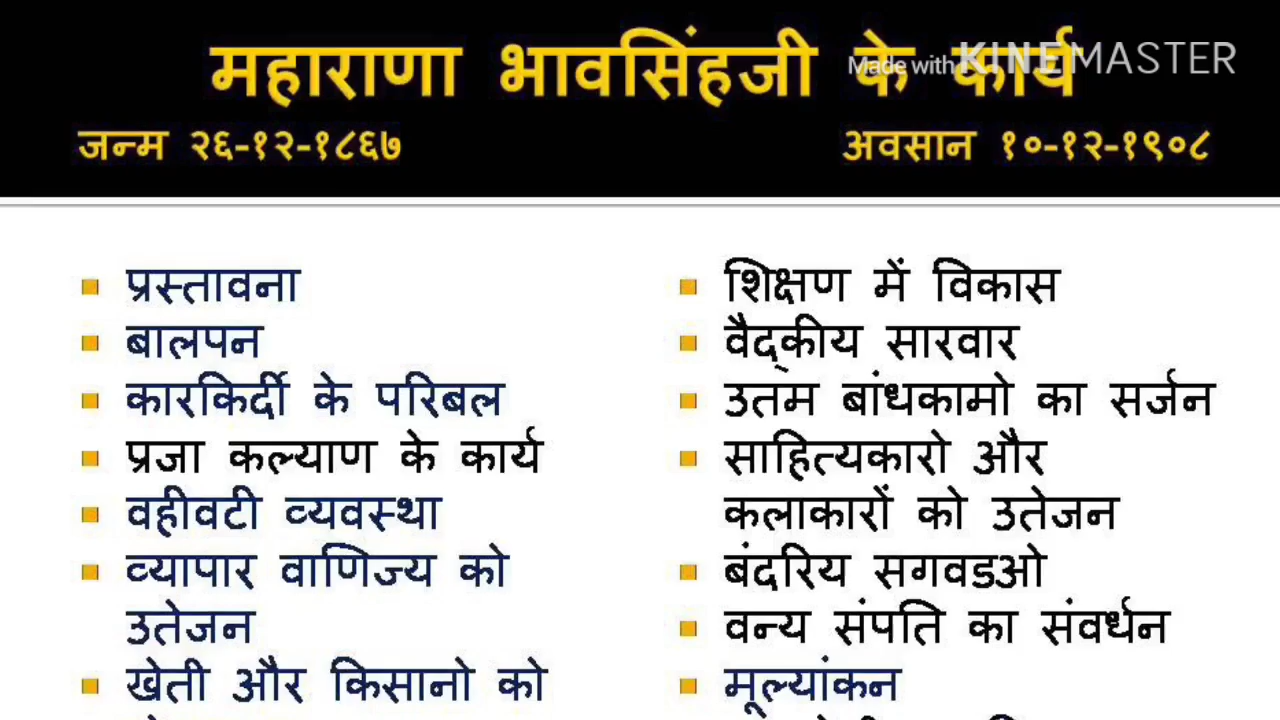 महाराणा भावसिंहजी के कार्य
Made with KINEMASTER
जन्म २६-१२-१८६७
अवसान १०-१२-१९०८
प्रस्तावना
बालपन
कारकिर्दी के परिबल
प्रजा कल्याण के कार्य
वहीवटी व्यवस्था
व्यापार वाणिज्य को
उतेजन
खेती और किसानो को
शिक्षण में विकास
वैद्कीय सारवार
उतम बांधकामो का सर्जन
साहित्यकारो और
कलाकारों को उतेजन
बंदरिय सगवडओ
वन्य संपति का संवर्धन
मूल्यांकन